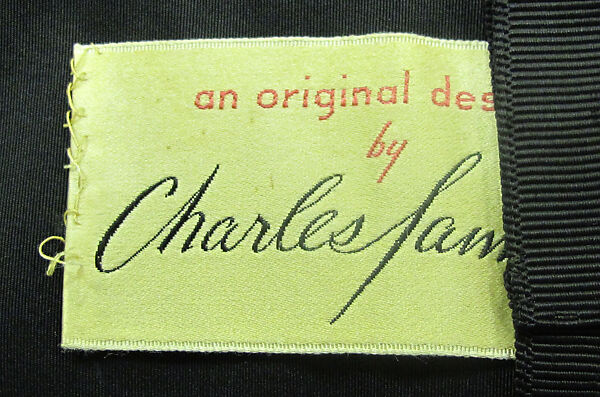 an original des
by
Charles Jam